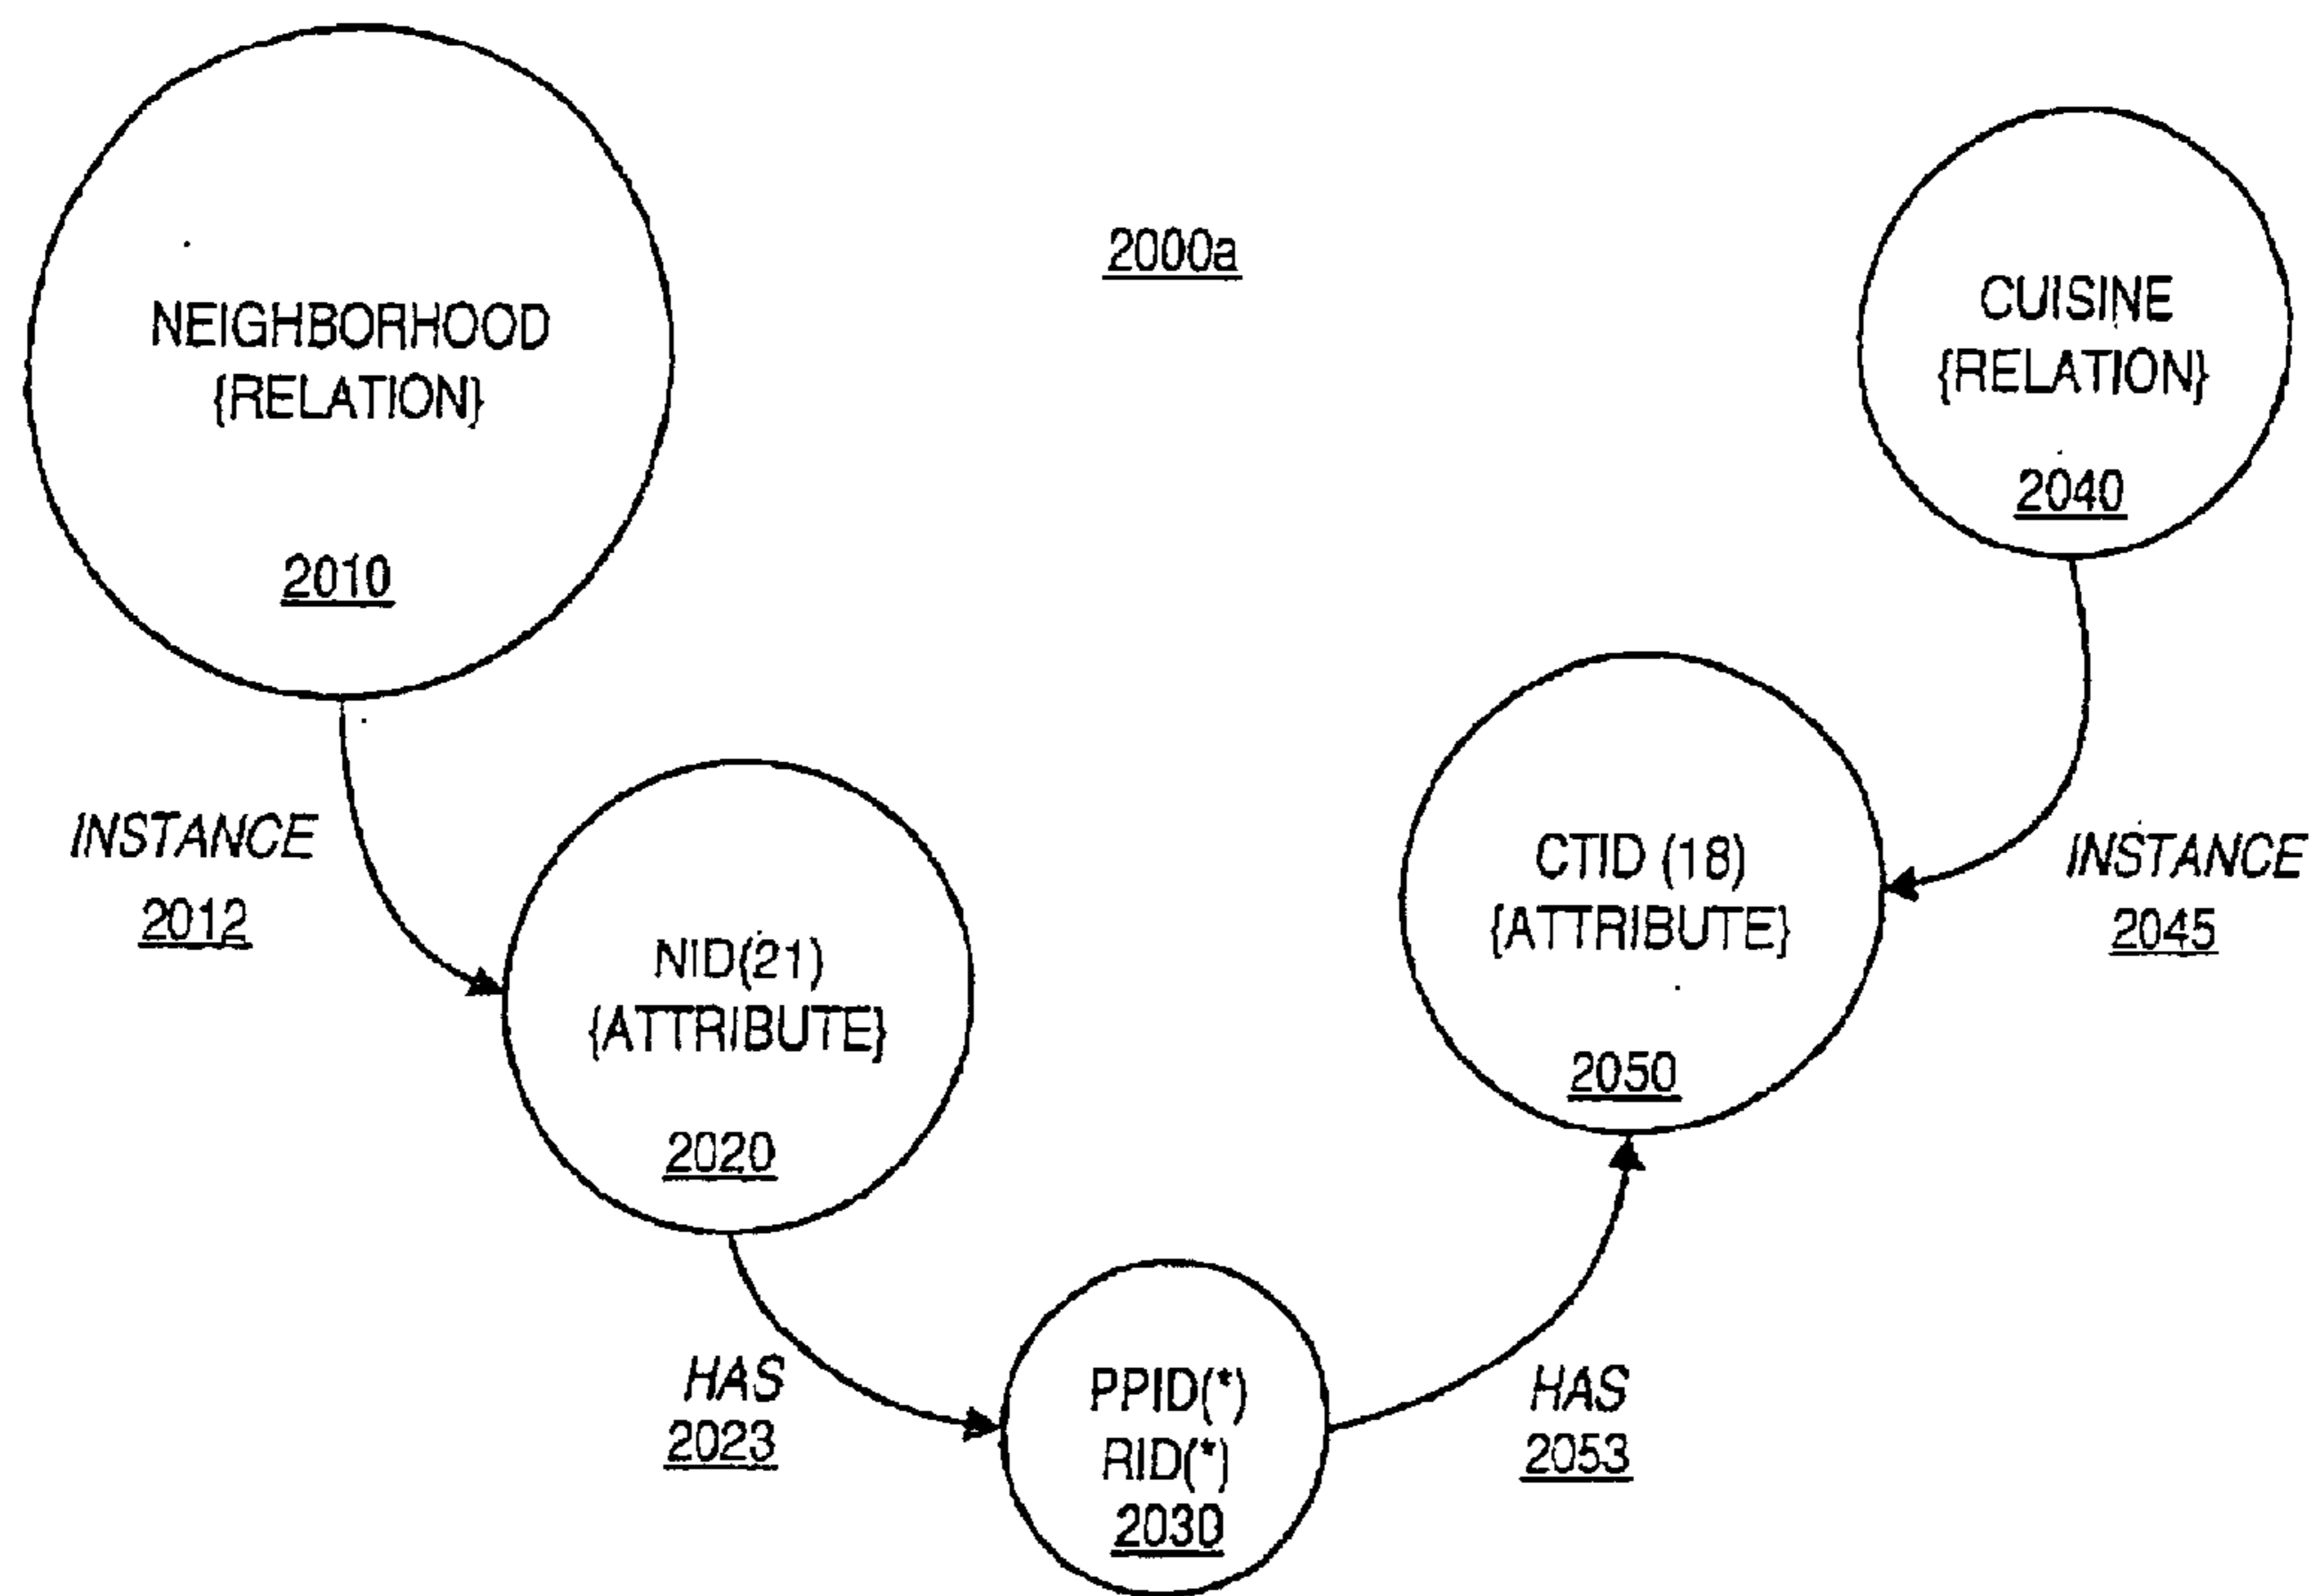 2000a
NEIGHBORHOOD
{RELATION}
2010
CUISINE
{RELATION}
2040
INSTANCE
2012
NID(21)
{ATTRIBUTE}
2020
CTID (18)
{ATTRIBUTE}
2050
INSTANCE
2045
HAS
2023
PPID(*)
RID(*)
2030
HAS
2053